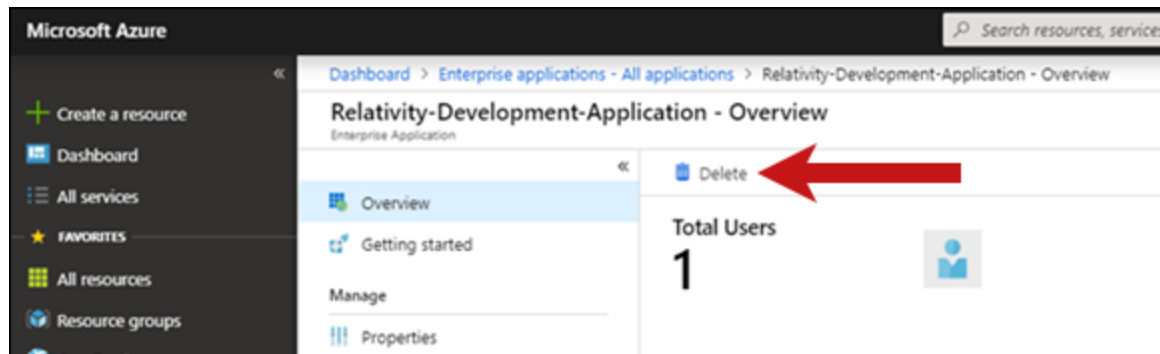 Microsoft Azure
Search resources, services
Dashboard > Enterprise applications - All applications > Relativity-Development-Application - Overview
Relativity-Development-Application - Overview
Enterprise Application
Create a resource
Dashboard
All services
FAVORITES
All resources
Resource groups
Overview
Getting started
Manage
Properties
Delete
Total Users
1